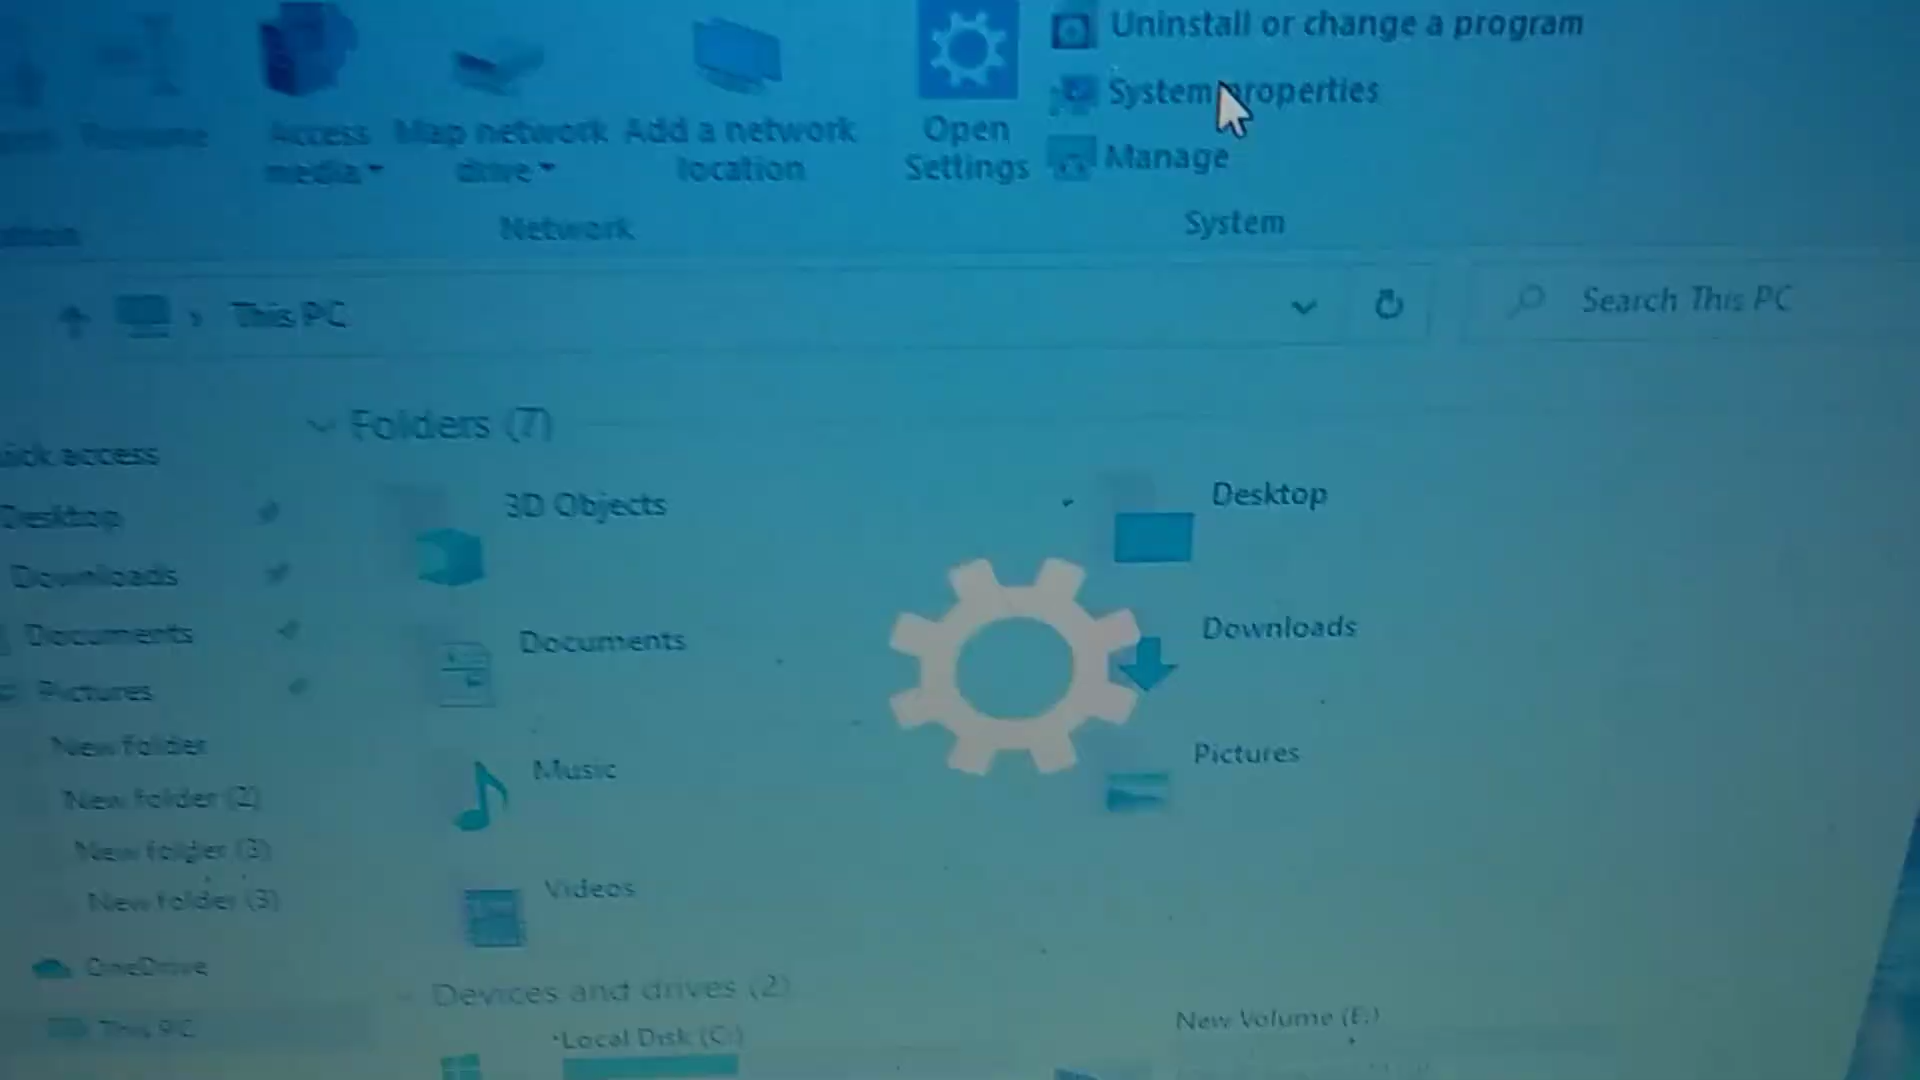 Uninstall or change a program
System properties
Manage
Rename
Access media
Map network drive
Add a network location
Open Settings
Network
System
This PC
Search This PC
Folders (7)
3D Objects
Desktop
Documents
Downloads
Music
Pictures
Videos
access
Desktop
Downloads
Documents
Pictures
New folder
New folder (2)
New folder (3)
New folder (3)
OneDrive
This PC
Devices and drives (2)
Local Disk (C:)
New Volume (E:)